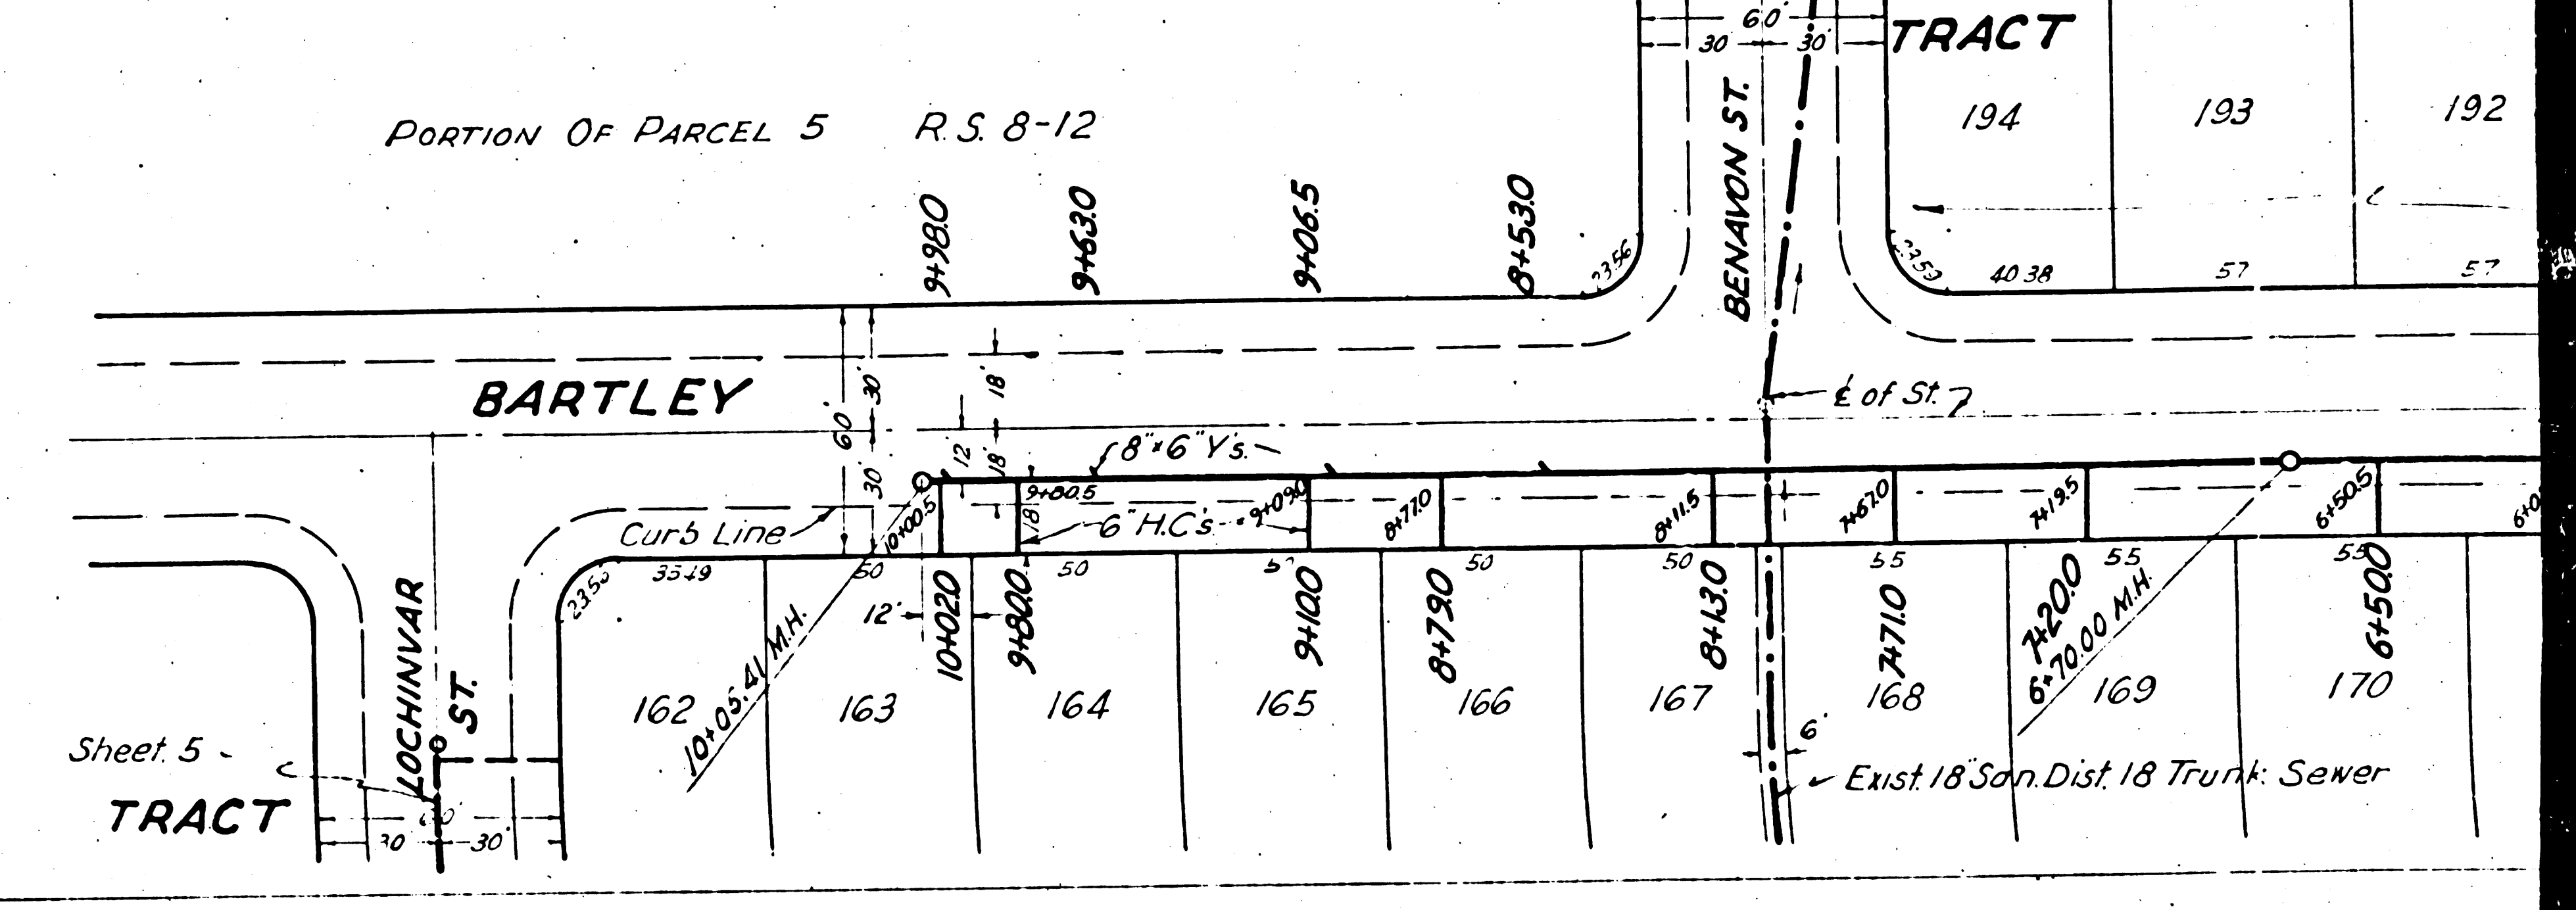 60'
30 30'
TRACT
194 193 192
PORTION OF PARCEL 5 R.S. 8-12
BENAVON ST.
9+98.0 9+63.0 9+06.5 8+53.0
23.56 23.59 40 38 57 57
BARTLEY
60' 30' 30' 18' 18' 12'
₵ of St.
8"x6"Y's.
10+00.5 9+80.5 9+09.0 8+77.0 8+11.5 7+67.0 7+19.5 6+50.5
18' 6" H.C's.
Curb Line
35 49 50 50 50 50 55 55 55
12' 10+02.0 9+80.0 9+10.0 8+79.0 8+13.0 7+71.0 7+20.0 6+50.0
10+05.41 M.H. 6+70.00 M.H.
LOCHINVAR
ST.
162 163 164 165 166 167 168 169 170
6'
Sheet. 5
Exist. 18" San. Dist. 18 Trunk: Sewer
TRACT
30 30'